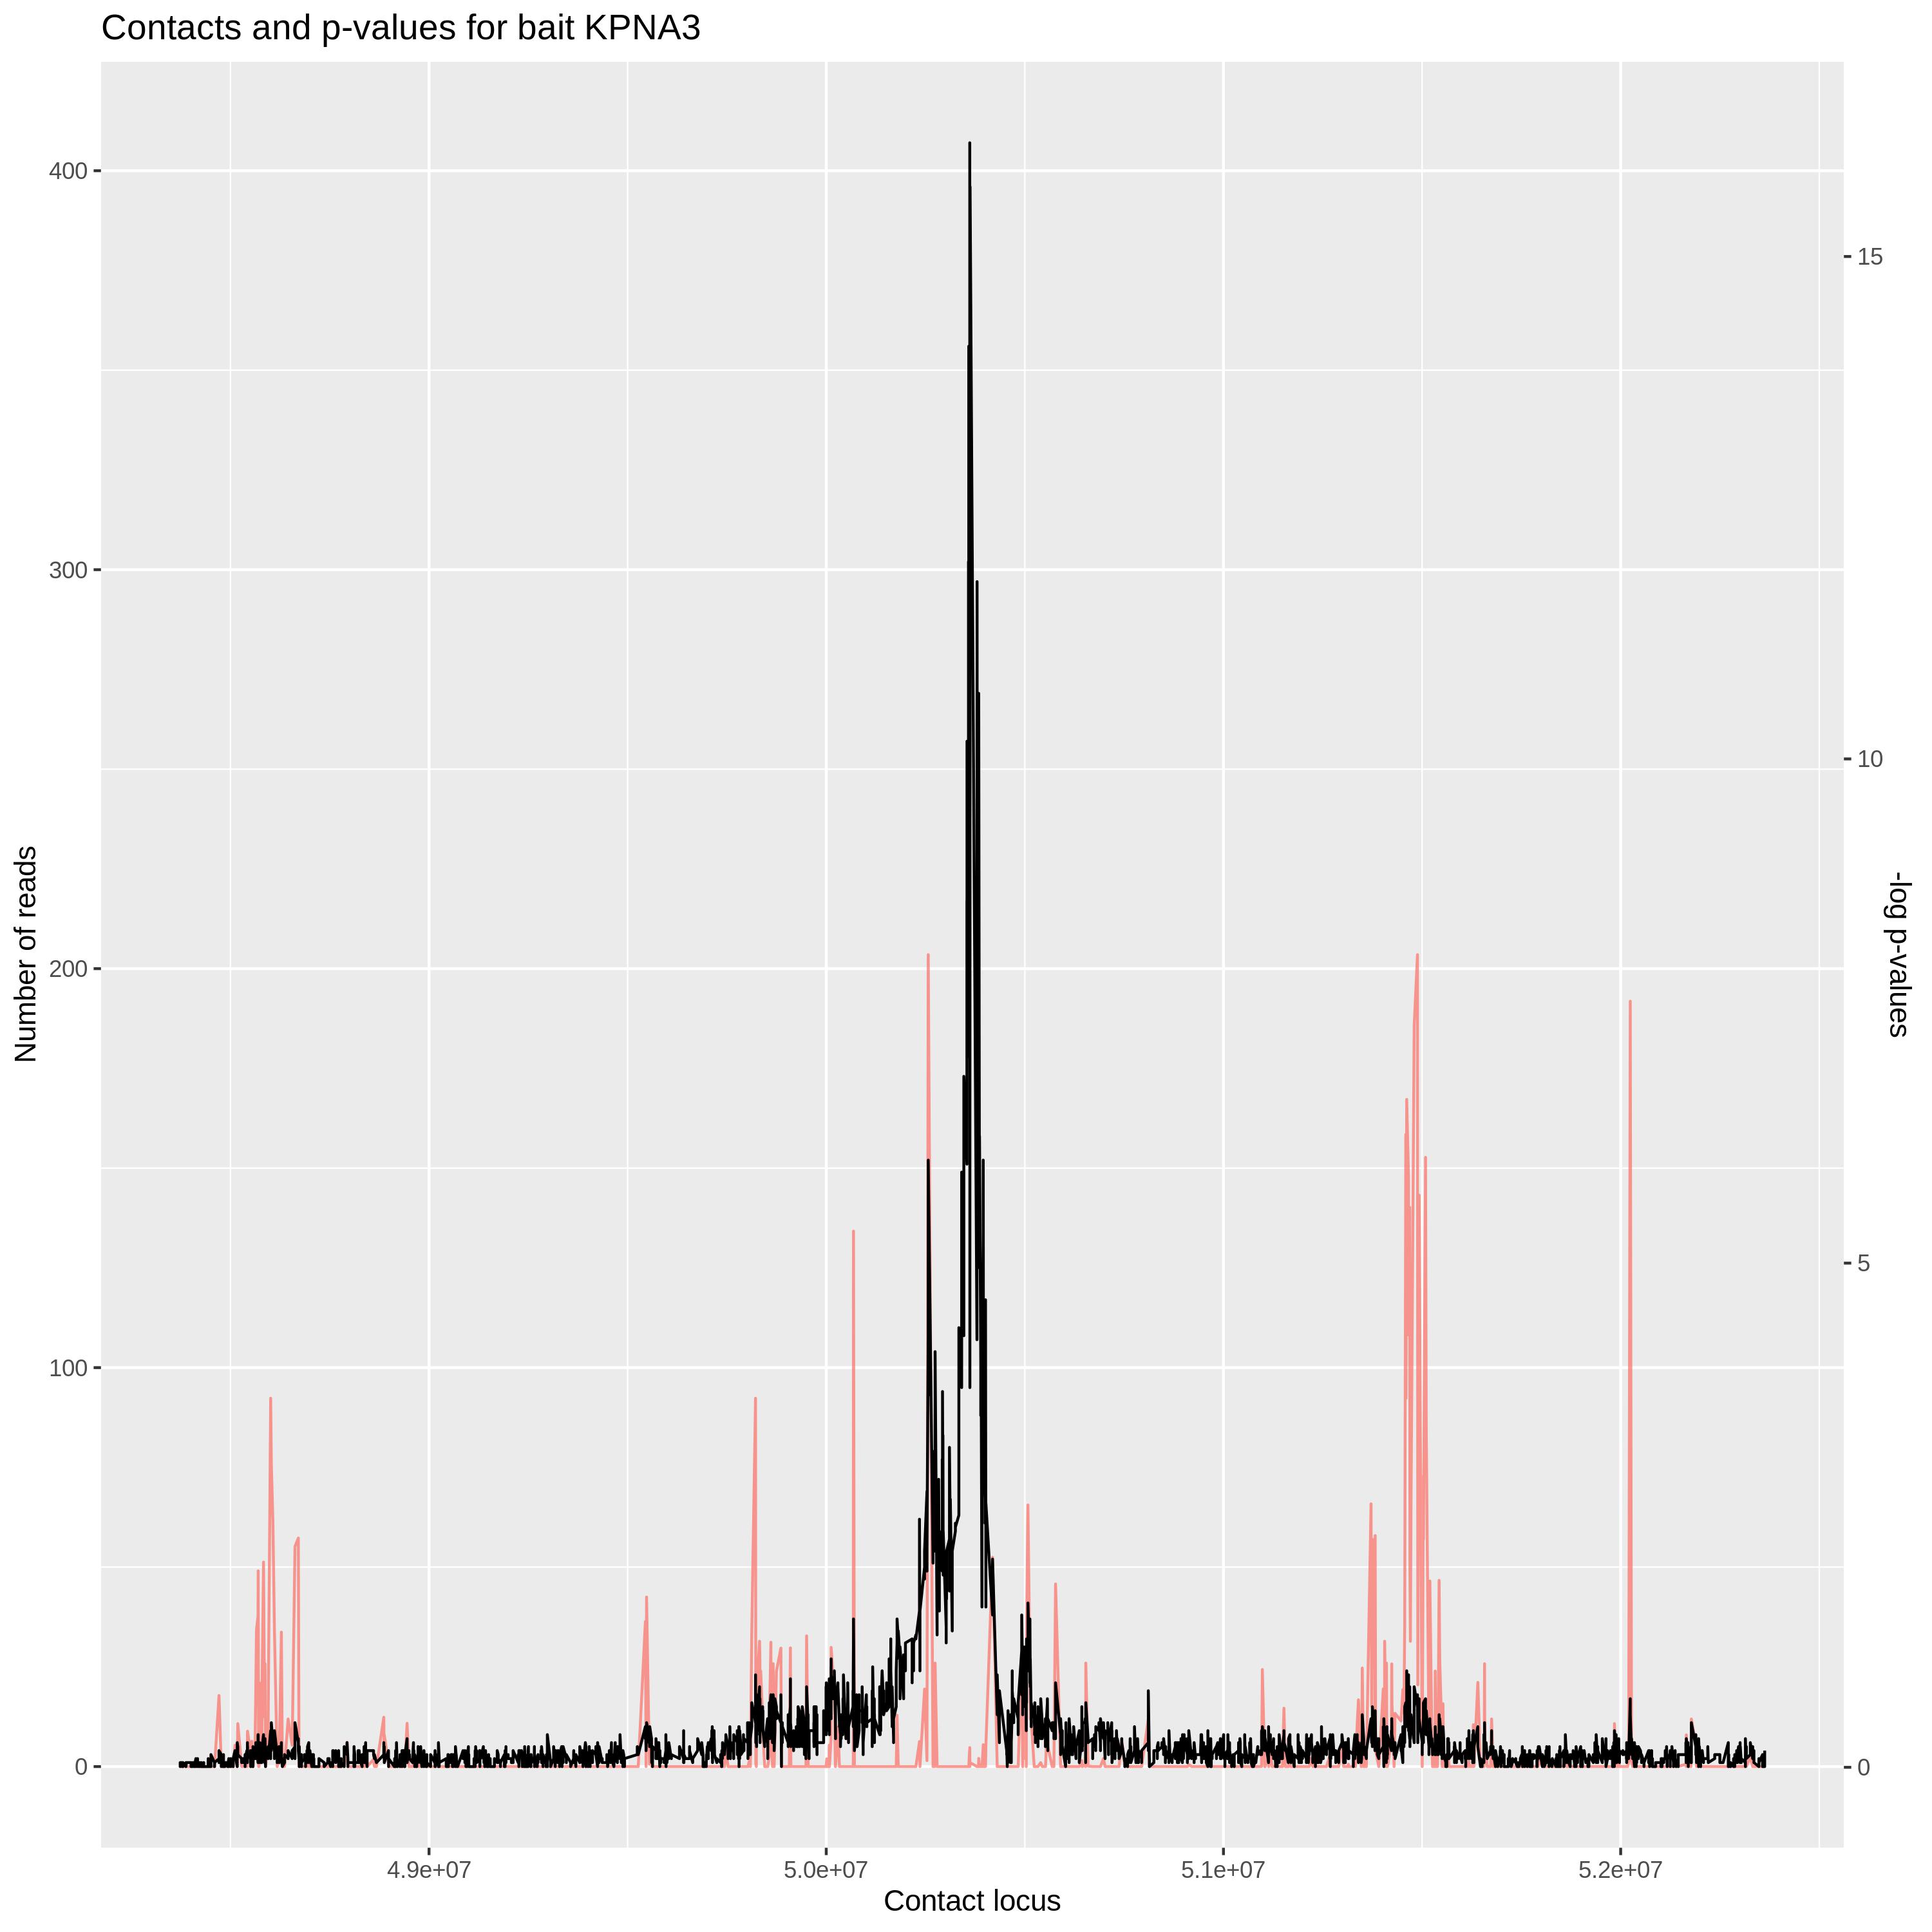 Contacts and p-values for bait KPNA3
400
300
200
100
0
Number of reads
15
10
5
0
-log p-values
4.9e+07
5.0e+07
5.1e+07
5.2e+07
Contact locus